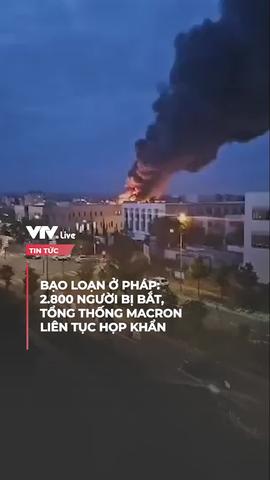 VTV Live
TIN TỨC
BẠO LOẠN Ở PHÁP:
2.800 NGƯỜI BỊ BẮT,
TỔNG THỐNG MACRON
LIÊN TỤC HỌP KHẨN